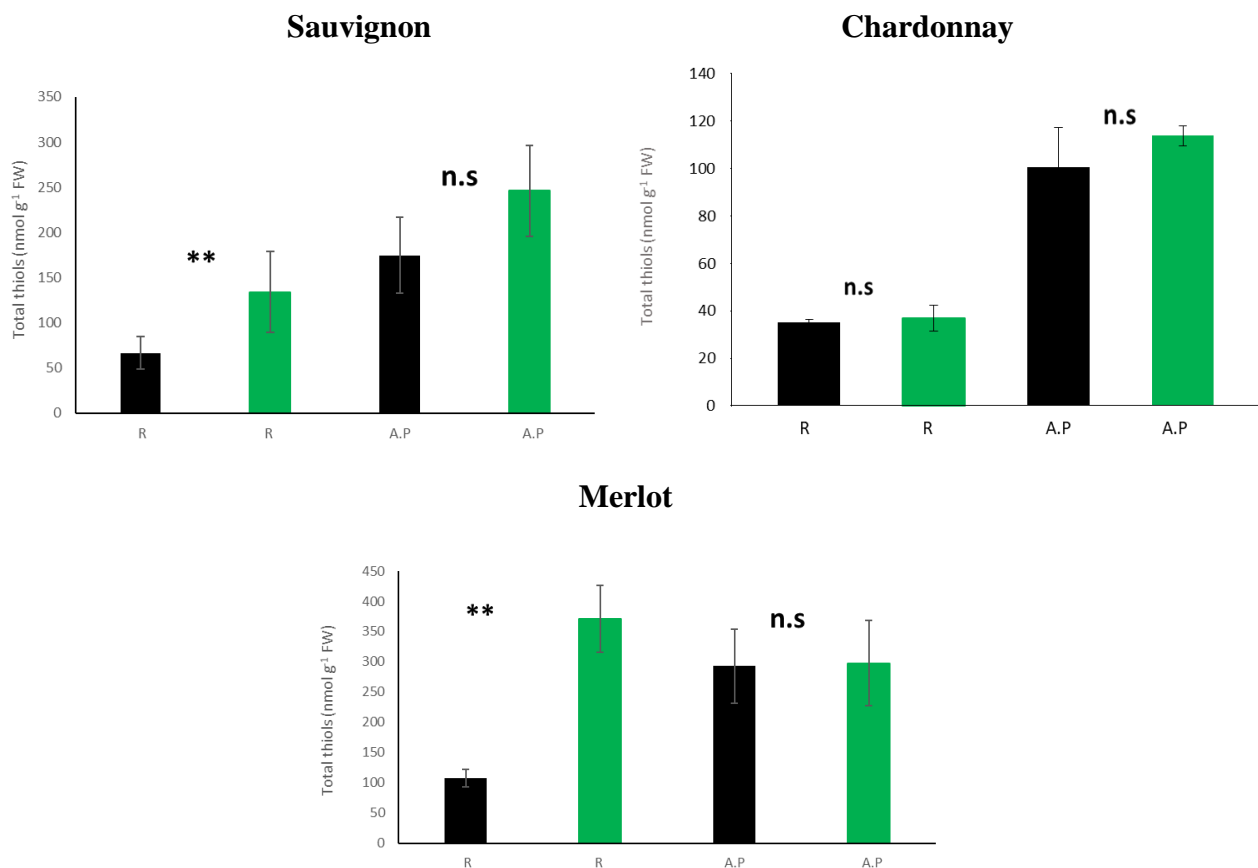 Sauvignon
Total thiols (nmol g-1 FW)
350
300
250
200
150
100
50
0
**
n.s
R
R
A.P
A.P
Chardonnay
Total thiols (nmol g-1 FW)
140
120
100
80
60
40
20
0
n.s
n.s
R
R
A.P
A.P
Merlot
Total thiols (nmol g-1 FW)
450
400
350
300
250
200
150
100
50
0
**
n.s
R
R
A.P
A.P